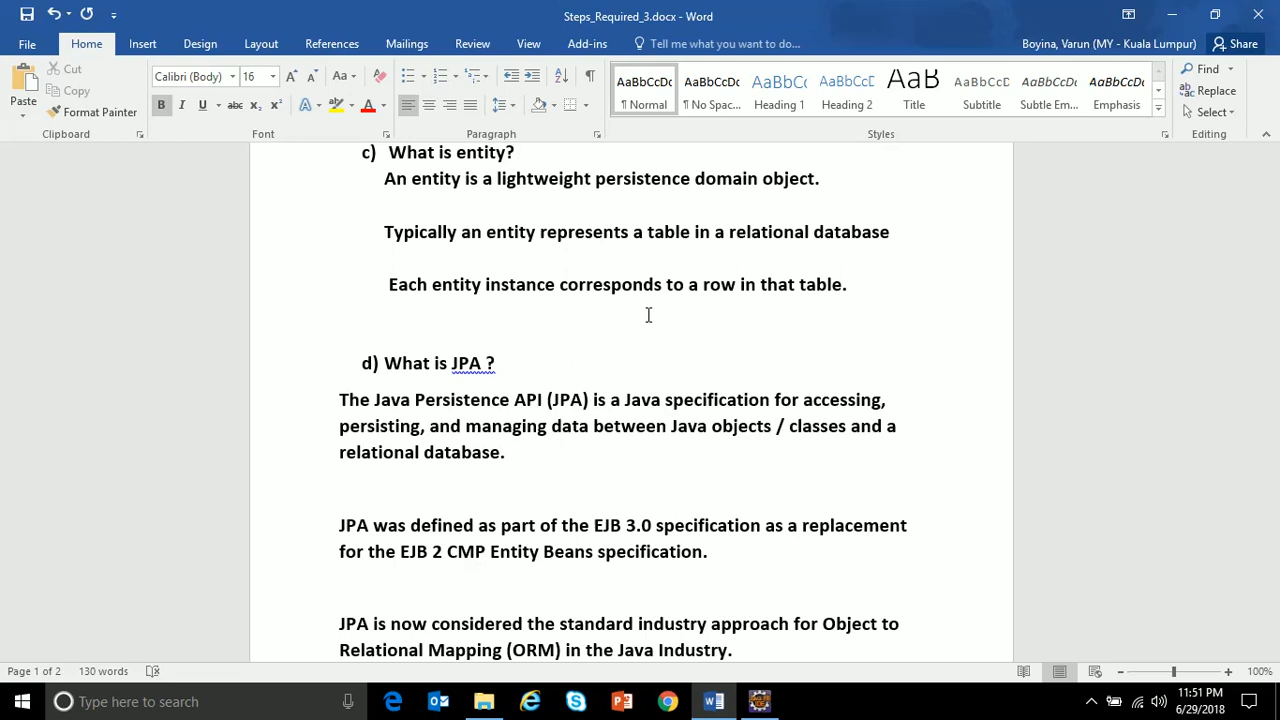 Steps_Required_3.docx - Word
File Home Insert Design Layout References Mailings Review View Add-ins Tell me what you want to do... Boyina, Varun (MY - Kuala Lumpur) Share
Paste Cut Copy Format Painter
Clipboard
Calibri (Body) 16 Aa
B I U abc x₂ x² A A
Font
Paragraph
AaBbCcDc AaBbCcDc AaBbCc AaBbCcD AaB AaBbCcD AaBbCcDc AaBbCcDc
¶ Normal ¶ No Spac... Heading 1 Heading 2 Title Subtitle Subtle Em... Emphasis
Styles
Find
Replace
Select
Editing
c) What is entity?
An entity is a lightweight persistence domain object.
Typically an entity represents a table in a relational database
Each entity instance corresponds to a row in that table.
d) What is JPA ?
The Java Persistence API (JPA) is a Java specification for accessing,
persisting, and managing data between Java objects / classes and a
relational database.
JPA was defined as part of the EJB 3.0 specification as a replacement
for the EJB 2 CMP Entity Beans specification.
JPA is now considered the standard industry approach for Object to
Relational Mapping (ORM) in the Java Industry.
Page 1 of 2 130 words 100%
Type here to search
11:51 PM
6/29/2018